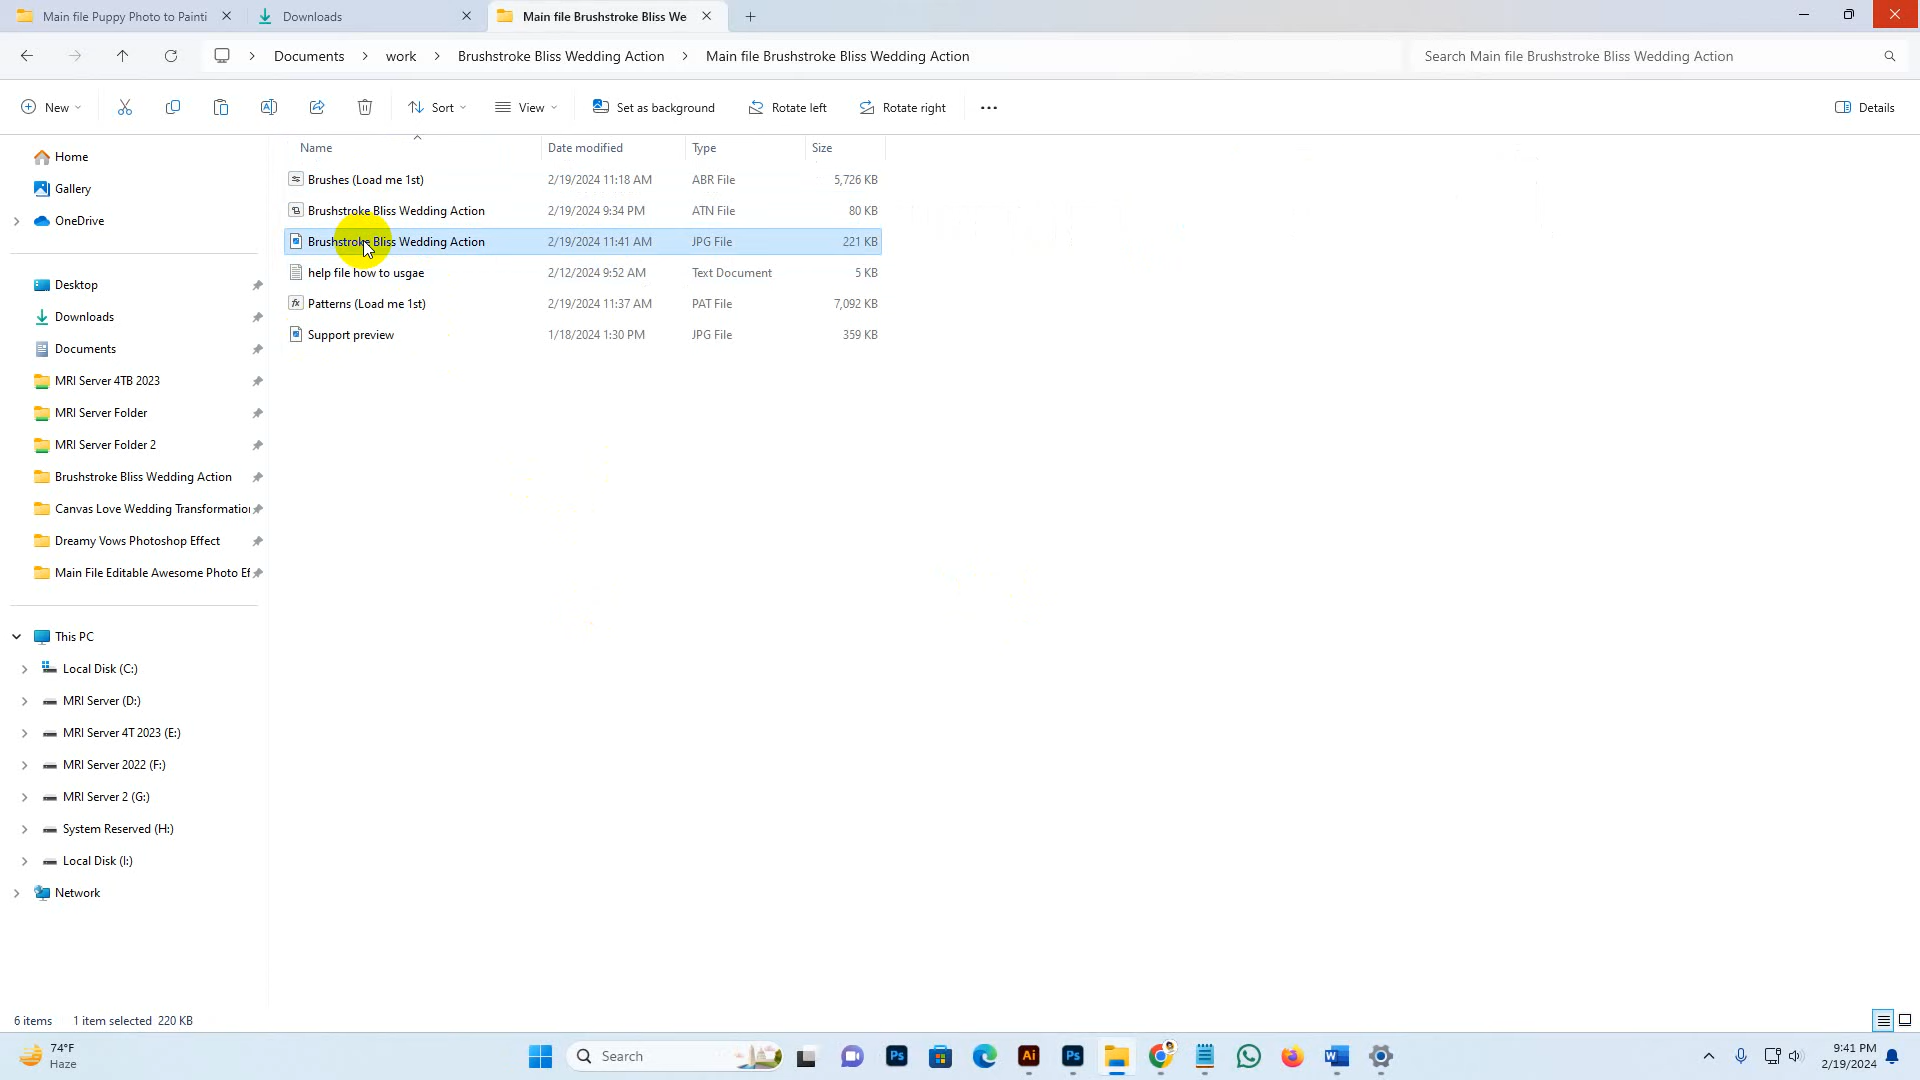 Main file Puppy Photo to Painti
Downloads
Main file Brushstroke Bliss We
Documents > work > Brushstroke Bliss Wedding Action > Main file Brushstroke Bliss Wedding Action
Search Main file Brushstroke Bliss Wedding Action
New
Sort
View
Set as background
Rotate left
Rotate right
Details
Name Date modified Type Size
Brushes (Load me 1st) 2/19/2024 11:18 AM ABR File 5,726 KB
Brushstroke Bliss Wedding Action 2/19/2024 9:34 PM ATN File 80 KB
Brushstroke Bliss Wedding Action 2/19/2024 11:41 AM JPG File 221 KB
help file how to usgae 2/12/2024 9:52 AM Text Document 5 KB
Patterns (Load me 1st) 2/19/2024 11:37 AM PAT File 7,092 KB
Support preview 1/18/2024 1:30 PM JPG File 359 KB
Home
Gallery
OneDrive
Desktop
Downloads
Documents
MRI Server 4TB 2023
MRI Server Folder
MRI Server Folder 2
Brushstroke Bliss Wedding Action
Canvas Love Wedding Transformation
Dreamy Vows Photoshop Effect
Main File Editable Awesome Photo Ef
This PC
Local Disk (C:)
MRI Server (D:)
MRI Server 4T 2023 (E:)
MRI Server 2022 (F:)
MRI Server 2 (G:)
System Reserved (H:)
Local Disk (I:)
Network
6 items 1 item selected 220 KB
74°F
Haze
Search
Ps
Ai
Ps
9:41 PM
2/19/2024